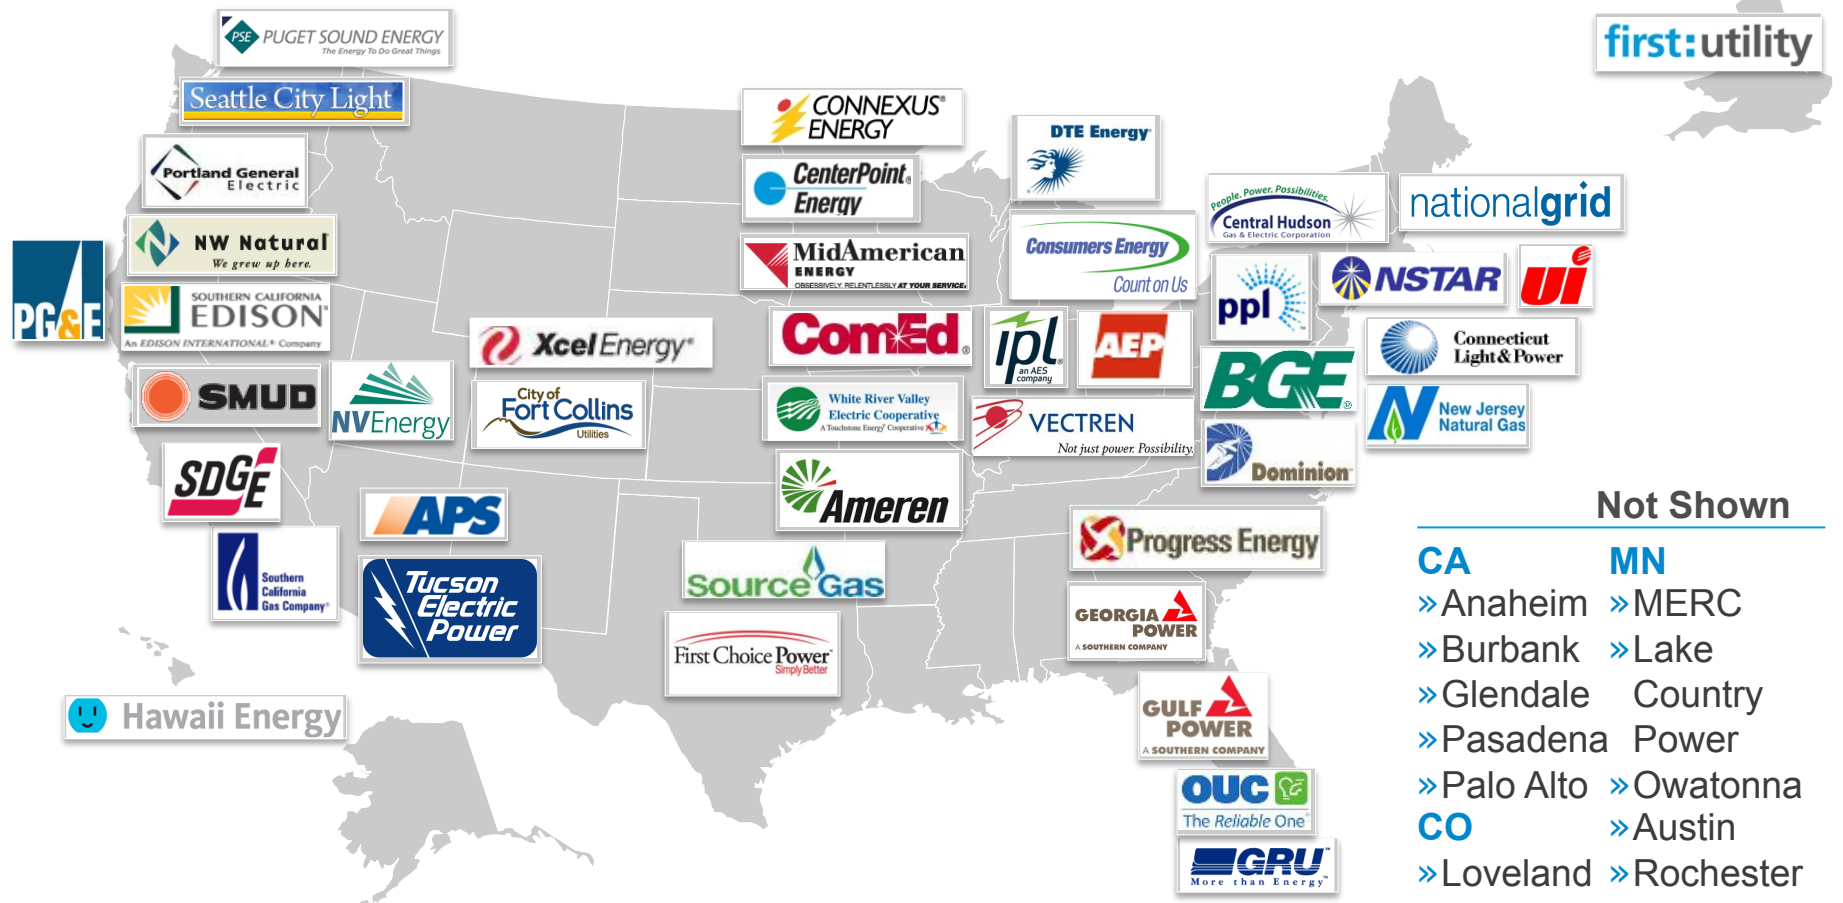 PSE PUGET SOUND ENERGY
The Energy To Do Great Things
first:utility
Seattle City Light
CONNEXUS®
ENERGY
DTE Energy®
Portland General
Electric
CenterPoint®
Energy
People. Power. Possibilities.
Central Hudson
Gas & Electric Corporation
nationalgrid
NW Natural®
We grew up here.
MidAmerican
ENERGY
OBSESSIVELY, RELENTLESSLY AT YOUR SERVICE.
Consumers Energy
Count on Us
PG&E
SOUTHERN CALIFORNIA
EDISON®
An EDISON INTERNATIONAL® Company
ppl
NSTAR
UI
XcelEnergy®
ComEd®
ipl®
an AES
company
AEP
BGE®
Connecticut
Light&Power
SMUD
NVEnergy
City of
Fort Collins
Utilities
White River Valley
Electric Cooperative
A Touchstone Energy® Cooperative
VECTREN
Not just power. Possibility.
New Jersey
Natural Gas
Dominion
SDGE
APS
Ameren
Progress Energy
Southern
California
Gas Company®
Tucson
Electric
Power
SourceGas
GEORGIA
POWER
A SOUTHERN COMPANY
First Choice Power
Simply Better
Hawaii Energy
GULF
POWER
A SOUTHERN COMPANY
OUC
The Reliable One®
GRU™
More than Energy™
Not Shown
CA
»Anaheim
»Burbank
»Glendale
»Pasadena
»Palo Alto
CO
»Loveland
MN
»MERC
»Lake
Country
Power
»Owatonna
»Austin
»Rochester